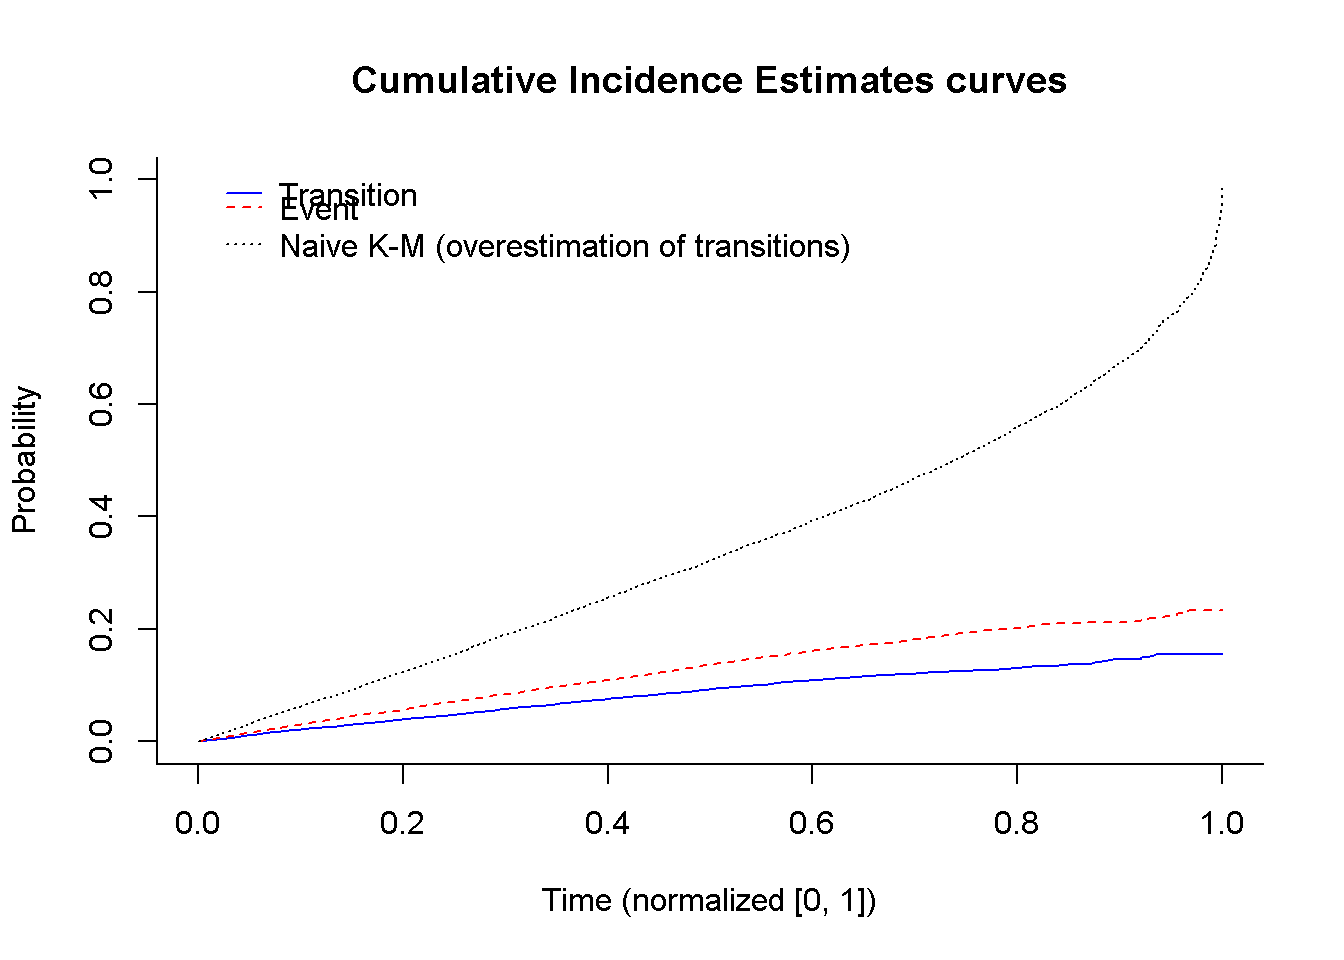 Cumulative Incidence Estimates curves
Transition
Event
Naive K-M (overestimation of transitions)
1.0
0.8
0.6
0.4
0.2
0.0
Probability
0.0 0.2 0.4 0.6 0.8 1.0
Time (normalized [0, 1])